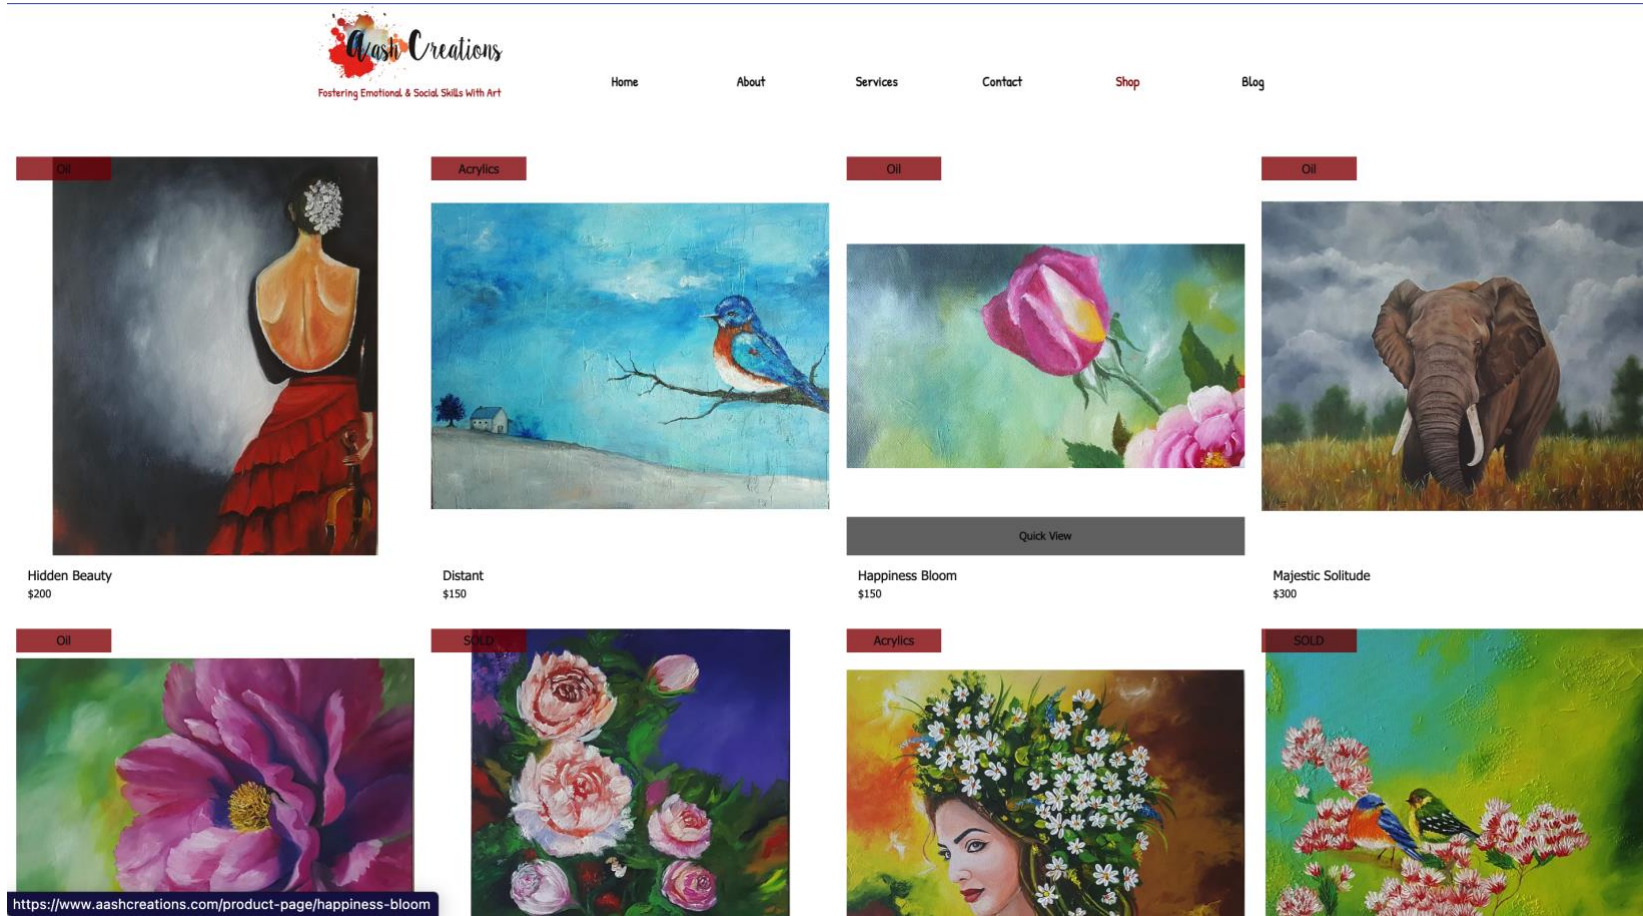 Aash Creations
Fostering Emotional & Social Skills With Art
Home
About
Services
Contact
Shop
Blog
Oil
Acrylics
Oil
Oil
Quick View
Hidden Beauty
$200
Distant
$150
Happiness Bloom
$150
Majestic Solitude
$300
Oil
SOLD
Acrylics
SOLD
https://www.aashcreations.com/product-page/happiness-bloom